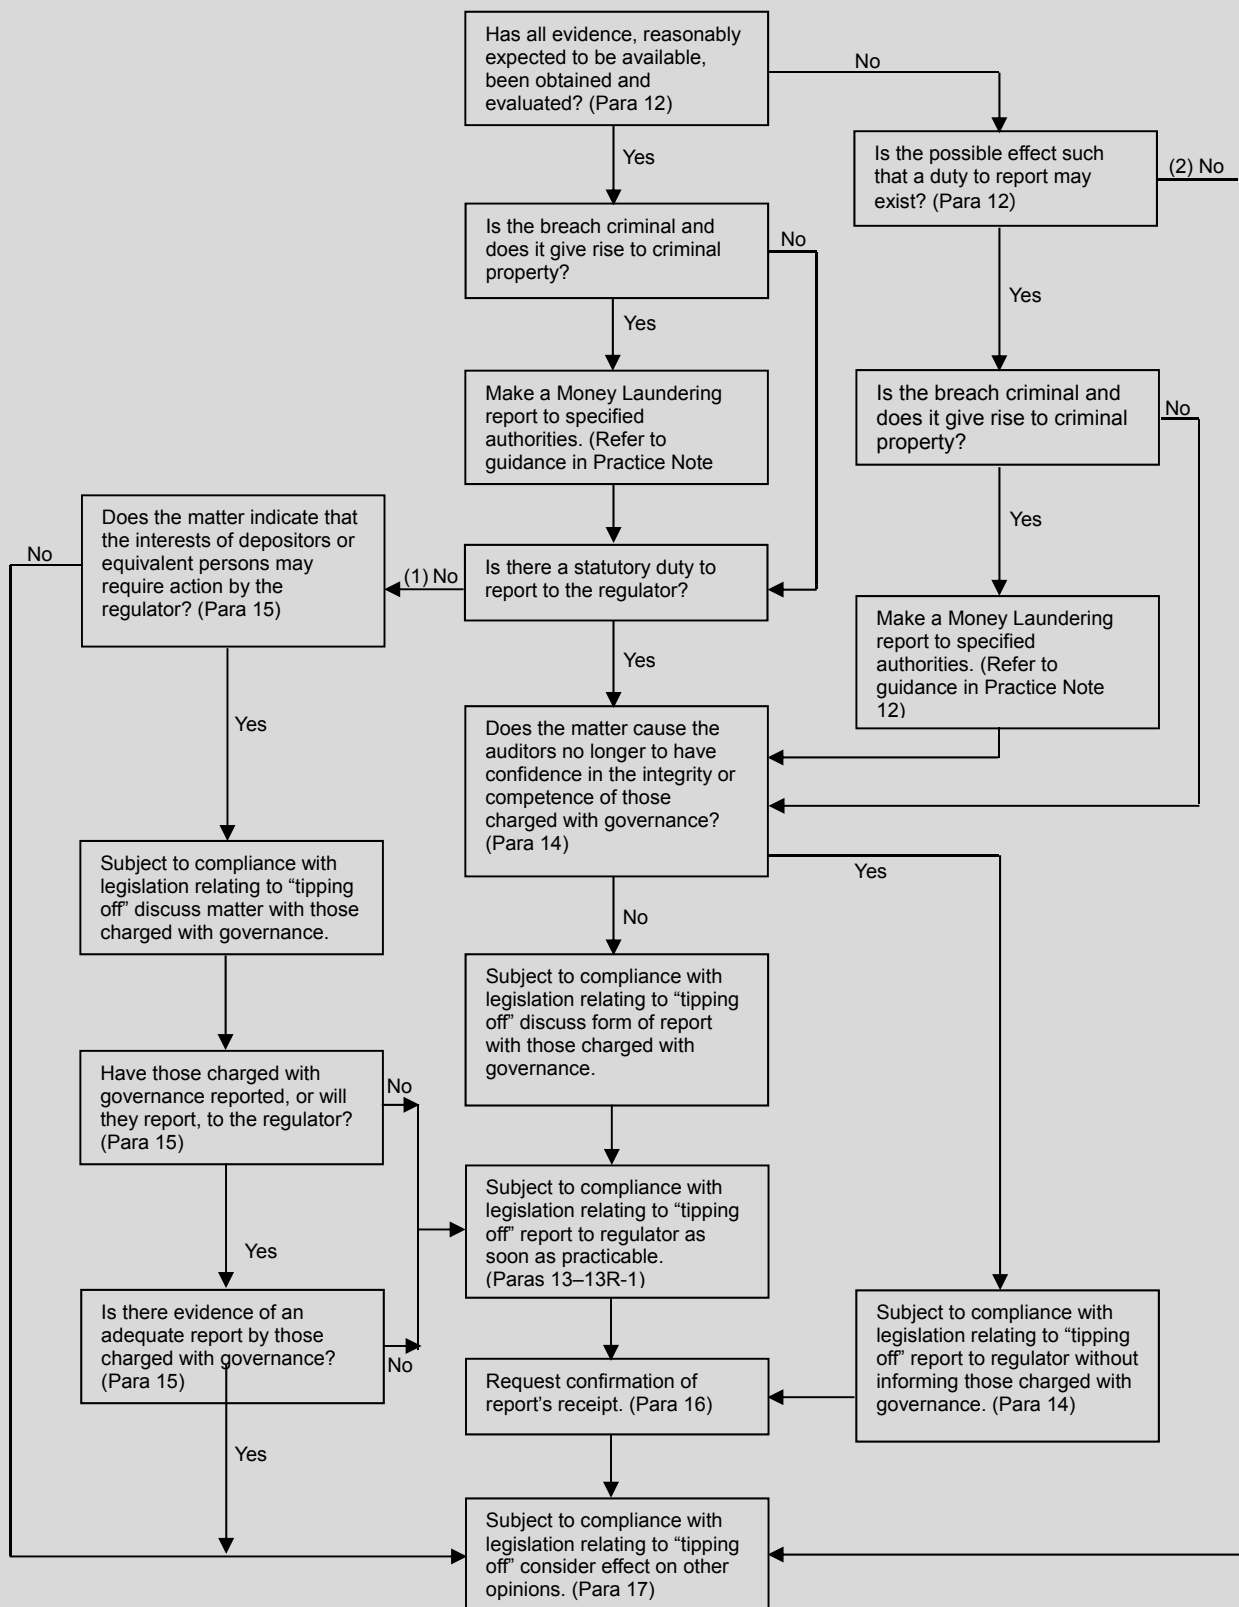 Has all evidence, reasonably
expected to be available,
been obtained and
evaluated? (Para 12)
No
Yes
Is the possible effect such
that a duty to report may
exist? (Para 12)
(2) No
Yes
Is the breach criminal and
does it give rise to criminal
property?
No
Yes
Make a Money Laundering
report to specified
authorities. (Refer to
guidance in Practice Note
Is the breach criminal and
does it give rise to criminal
property?
No
Yes
Make a Money Laundering
report to specified
authorities. (Refer to
guidance in Practice Note
12)
Is there a statutory duty to
report to the regulator?
(1) No
Yes
Does the matter indicate that
the interests of depositors or
equivalent persons may
require action by the
regulator? (Para 15)
No
Yes
Does the matter cause the
auditors no longer to have
confidence in the integrity or
competence of those
charged with governance?
(Para 14)
Yes
No
Subject to compliance with
legislation relating to “tipping
off” discuss matter with those
charged with governance.
Subject to compliance with
legislation relating to “tipping
off” discuss form of report
with those charged with
governance.
Have those charged with
governance reported, or will
they report, to the regulator?
(Para 15)
No
Yes
Subject to compliance with
legislation relating to “tipping
off” report to regulator as
soon as practicable.
(Paras 13–13R-1)
Is there evidence of an
adequate report by those
charged with governance?
(Para 15)
No
Yes
Subject to compliance with
legislation relating to “tipping
off” report to regulator without
informing those charged with
governance. (Para 14)
Request confirmation of
report’s receipt. (Para 16)
Subject to compliance with
legislation relating to “tipping
off” consider effect on other
opinions. (Para 17)